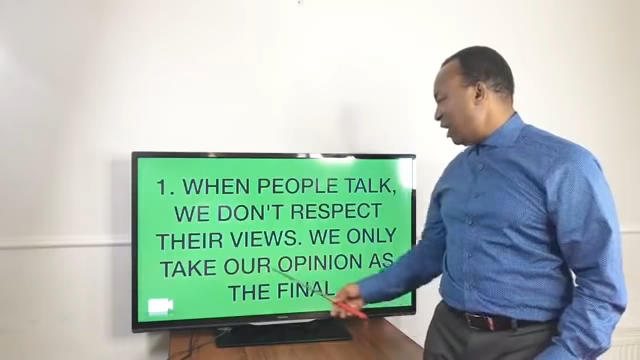 1. WHEN PEOPLE TALK,
WE DON'T RESPECT
THEIR VIEWS. WE ONLY
TAKE OUR OPINION AS
THE FINAL